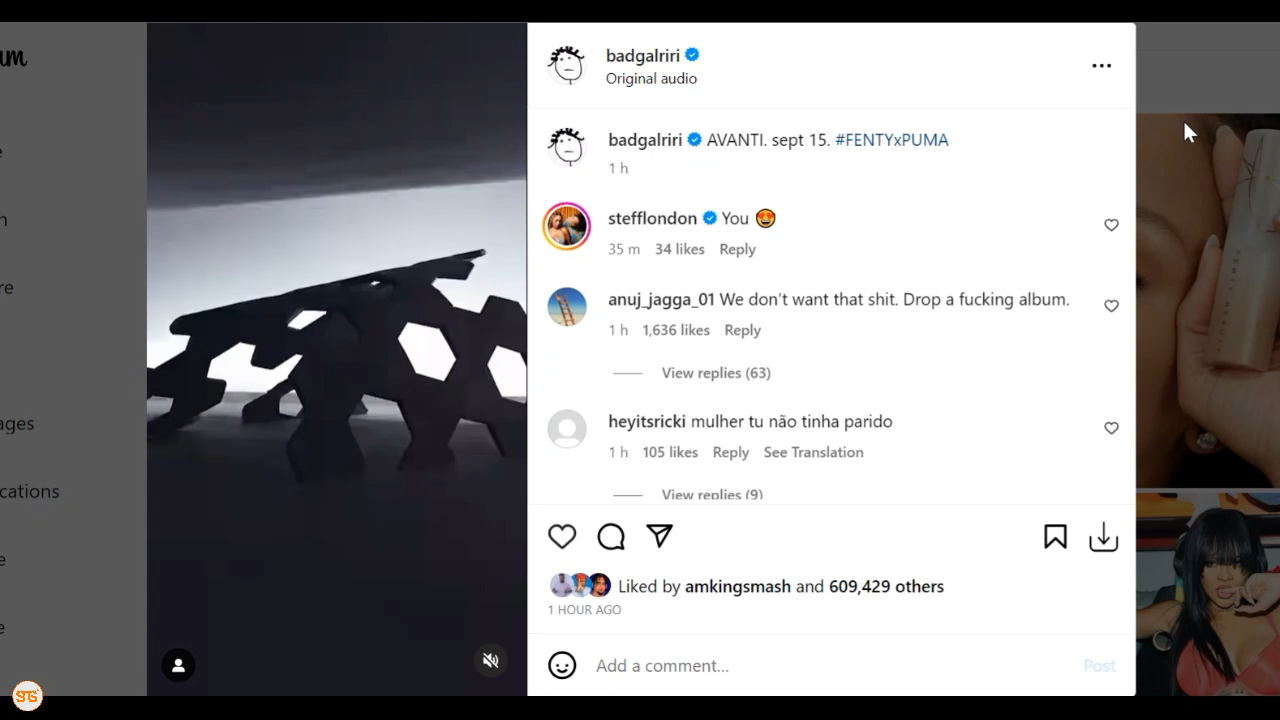 um
e
n
re
ages
cations
e
e
badgalriri
Original audio
badgalriri AVANTI. sept 15. #FENTYxPUMA
1 h
stefflondon You 😍
35 m 34 likes Reply
anuj_jagga_01 We don't want that shit. Drop a fucking album.
1 h 1,636 likes Reply
View replies (63)
heyitsricki mulher tu não tinha parido
1 h 105 likes Reply See Translation
View replies (9)
Liked by amkingsmash and 609,429 others
1 HOUR AGO
Add a comment...
Post
STS